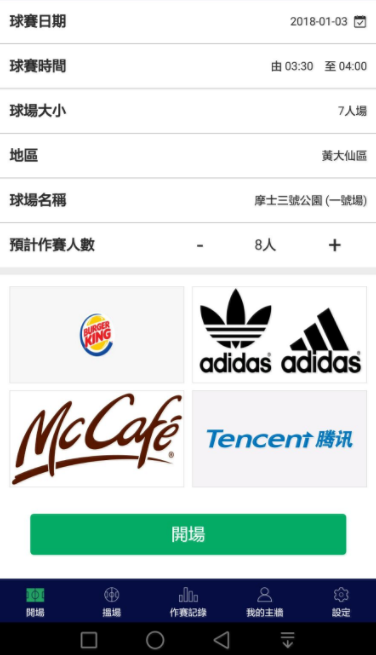 球賽日期 2018-01-03
球賽時間 由 03:30 至 04:00
球場大小 7人場
地區 黃大仙區
球場名稱 摩士三號公園 (一號場)
預計作賽人數 - 8人 +
BURGER
KING
adidas® adidas®
McCafé®
Tencent 腾讯
開場
開場 搵場 作賽記錄 我的主牆 設定